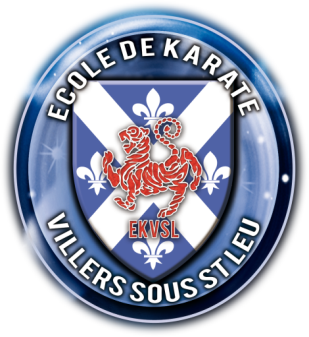 ECOLE DE KARATE
EKVSL
VILLERS SOUS ST LEU